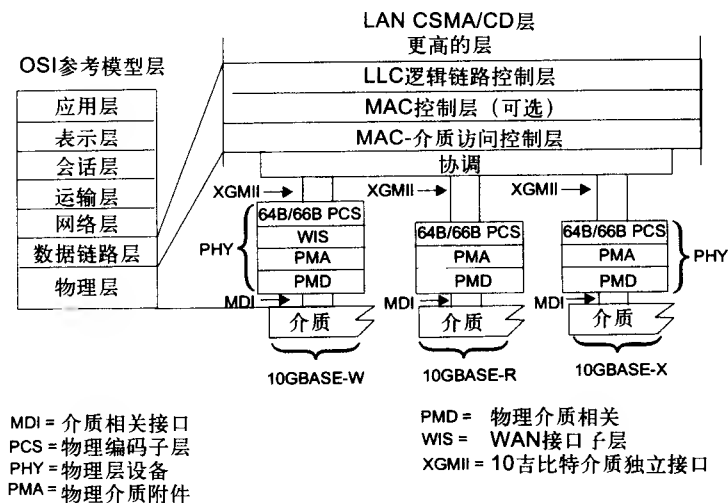 LAN CSMA/CD层
更高的层
OSI参考模型层
LLC逻辑链路控制层
MAC控制层（可选）
MAC-介质访问控制层
协调
应用层
表示层
会话层
运输层
网络层
数据链路层
物理层
XGMII
XGMII
XGMII
PHY
64B/66B PCS
WIS
PMA
PMD
64B/66B PCS
PMA
PMD
64B/66B PCS
PMA
PMD
PHY
MDI
MDI
MDI
介质
介质
介质
10GBASE-W
10GBASE-R
10GBASE-X
MDI = 介质相关接口
PCS = 物理编码子层
PHY = 物理层设备
PMA = 物理介质附件
PMD = 物理介质相关
WIS = WAN接口子层
XGMII = 10吉比特介质独立接口